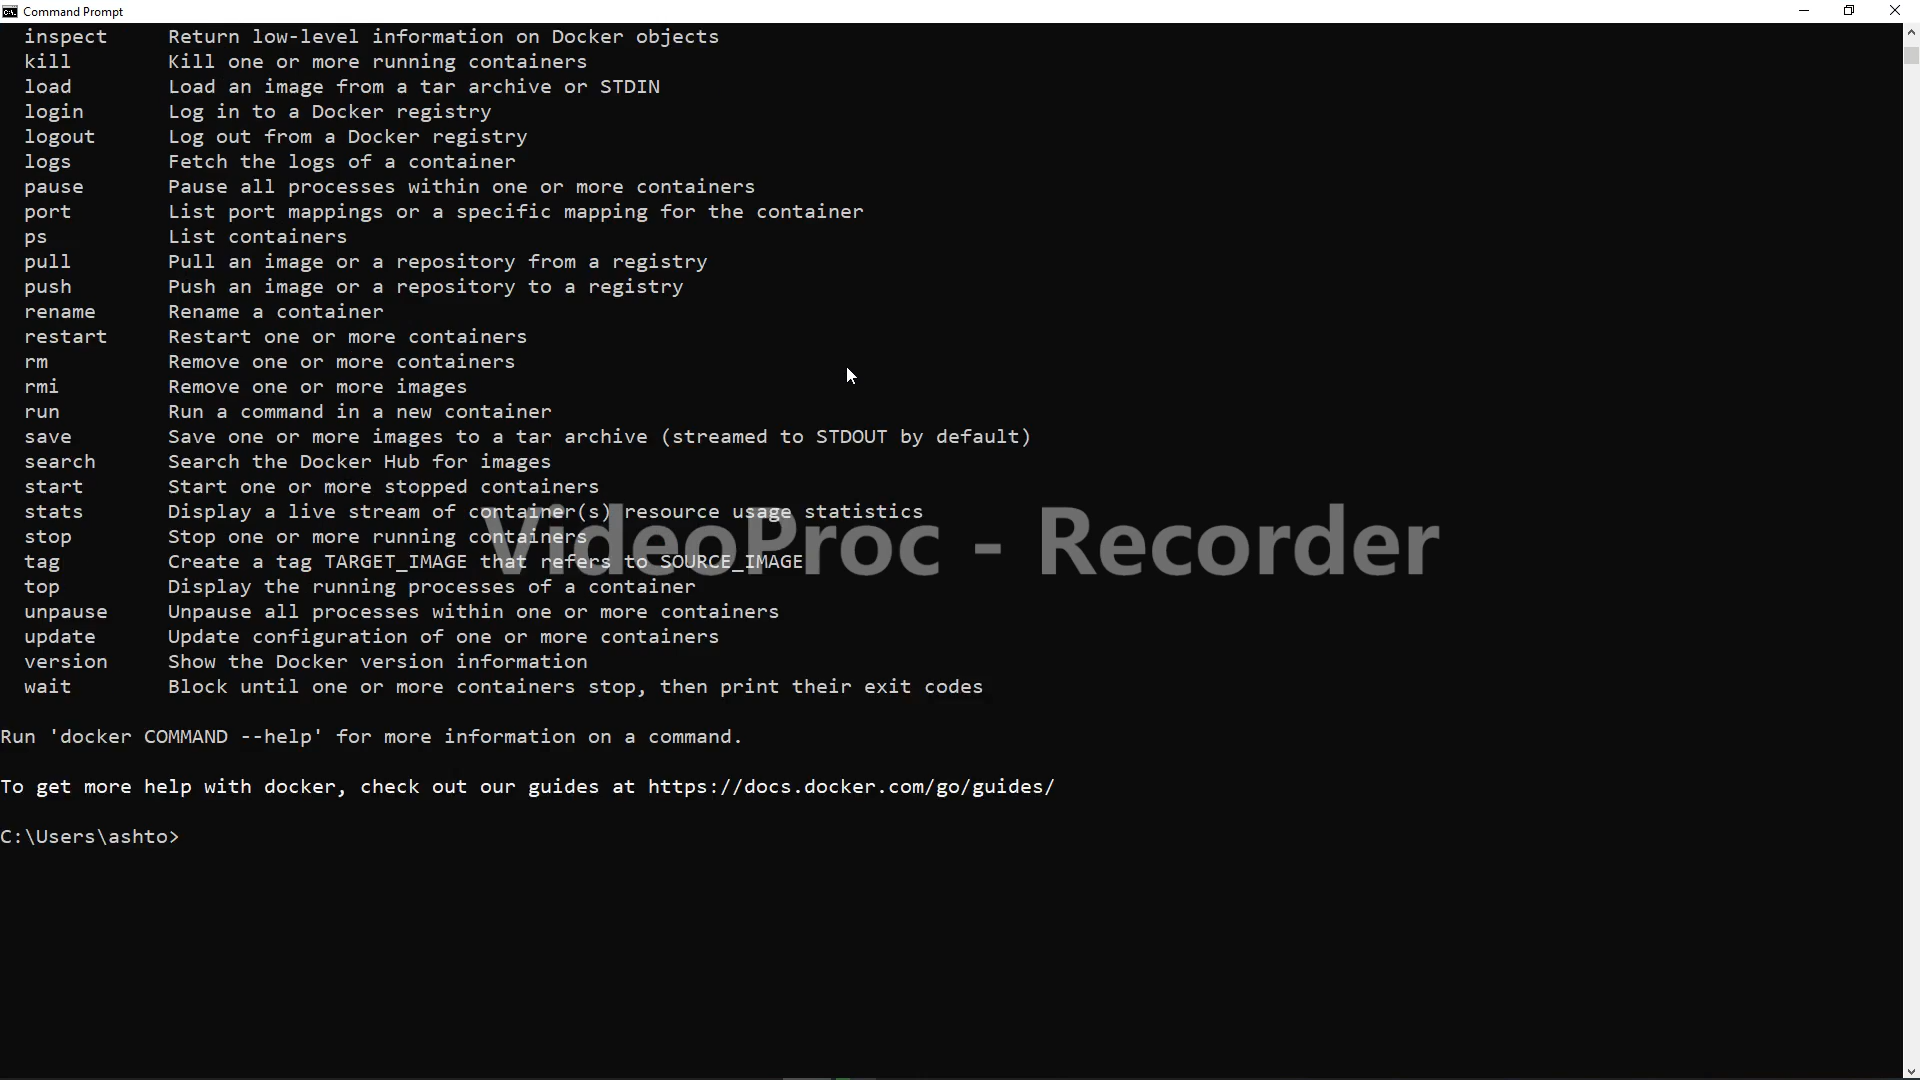 Command Prompt
inspect Return low-level information on Docker objects
kill Kill one or more running containers
load Load an image from a tar archive or STDIN
login Log in to a Docker registry
logout Log out from a Docker registry
logs Fetch the logs of a container
pause Pause all processes within one or more containers
port List port mappings or a specific mapping for the container
ps List containers
pull Pull an image or a repository from a registry
push Push an image or a repository to a registry
rename Rename a container
restart Restart one or more containers
rm Remove one or more containers
rmi Remove one or more images
run Run a command in a new container
save Save one or more images to a tar archive (streamed to STDOUT by default)
search Search the Docker Hub for images
start Start one or more stopped containers
stats Display a live stream of container(s) resource usage statistics
stop Stop one or more running containers
VideoProc - Recorder
tag Create a tag TARGET_IMAGE that refers to SOURCE_IMAGE
top Display the running processes of a container
unpause Unpause all processes within one or more containers
update Update configuration of one or more containers
version Show the Docker version information
wait Block until one or more containers stop, then print their exit codes
Run 'docker COMMAND --help' for more information on a command.
To get more help with docker, check out our guides at https://docs.docker.com/go/guides/
C:\Users\ashto>